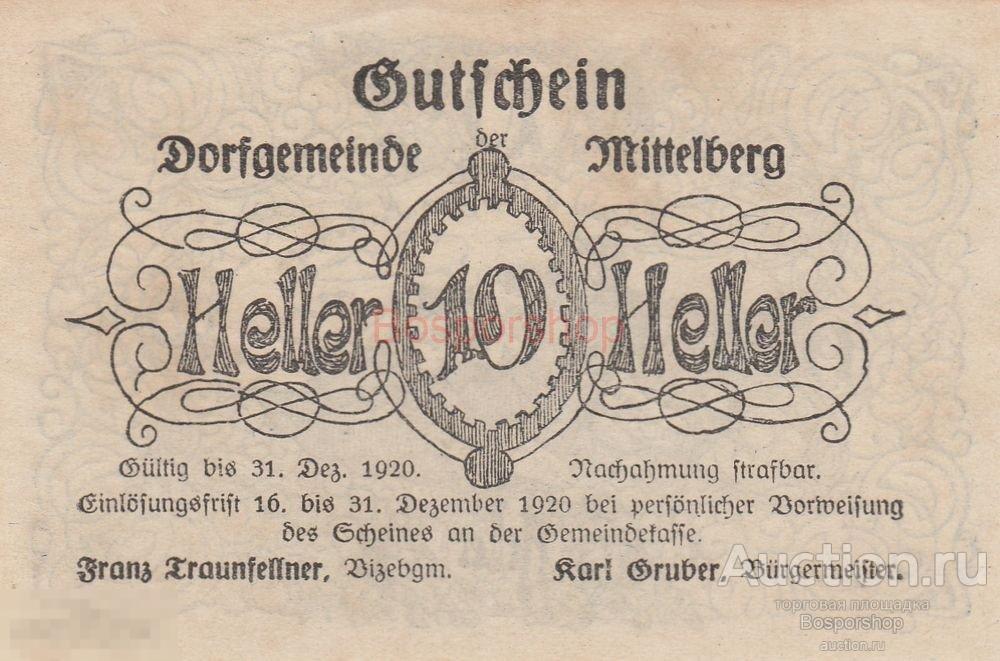 Gutschein
der
Dorfgemeinde Mittelberg
Heller 10 Heller
Bosporshop
Gültig bis 31. Dez. 1920. Nachahmung strafbar.
Einlösungsfrist 16. bis 31. Dezember 1920 bei persönlicher Vorweisung
des Scheines an der Gemeindekasse.
Franz Traunfellner, Vizebgm. Karl Gruber, Bürgermeister.
Auction.ru
торговая площадка
Bosporshop
auction.ru